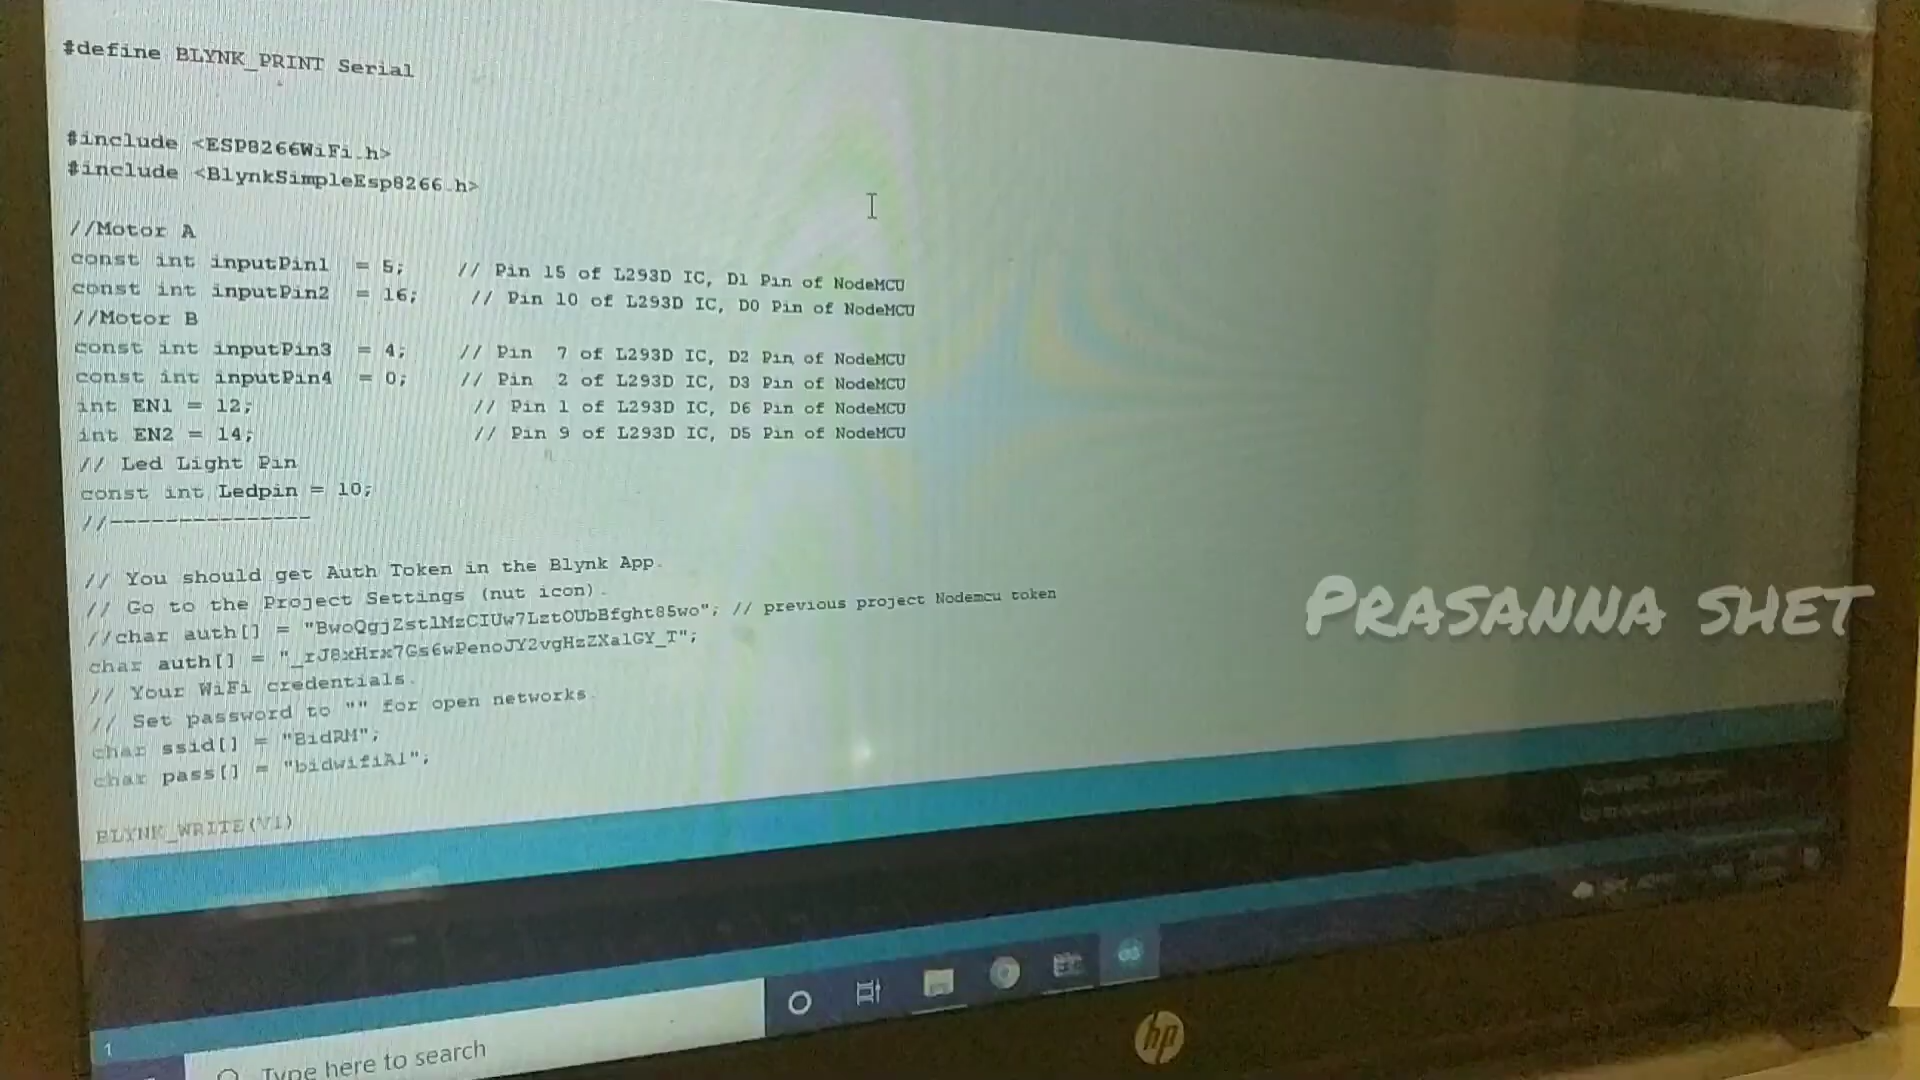 #define BLYNK_PRINT Serial
#include <ESP8266WiFi.h>
#include <BlynkSimpleEsp8266.h>
//Motor A
const int inputPin1 = 5; // Pin 15 of L293D IC, D1 Pin of NodeMCU
const int inputPin2 = 16; // Pin 10 of L293D IC, D0 Pin of NodeMCU
//Motor B
const int inputPin3 = 4; // Pin 7 of L293D IC, D2 Pin of NodeMCU
const int inputPin4 = 0; // Pin 2 of L293D IC, D3 Pin of NodeMCU
int EN1 = 12; // Pin 1 of L293D IC, D6 Pin of NodeMCU
int EN2 = 14; // Pin 9 of L293D IC, D5 Pin of NodeMCU
// Led Light Pin
const int Ledpin = 10;
//---------------
// You should get Auth Token in the Blynk App.
// Go to the Project Settings (nut icon).
//char auth[] = "BwoQgjZstlMzCIUw7LztOUbBfght85wo"; // previous project Nodemcu token
char auth[] = "_rJ8xHrx7Gs6wPenoJY2vgHzZXa1GY_T";
// Your WiFi credentials.
// Set password to "" for open networks.
char ssid[] = "BidRM";
char pass[] = "bidwifiA1";
BLYNK_WRITE(V1)
PRASANNA SHET
1
Type here to search
hp